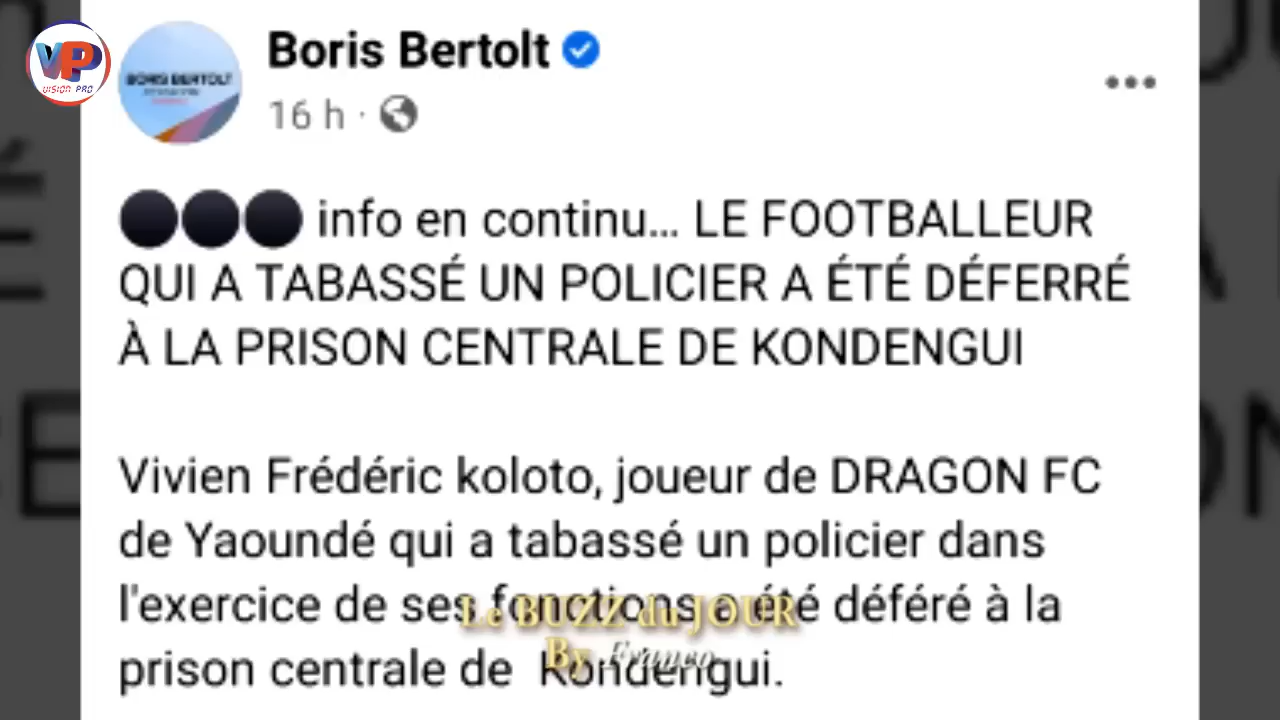 VP
VISION PRO
BORIS BERTOLT
Boris Bertolt
16 h ·
info en continu... LE FOOTBALLEUR
QUI A TABASSÉ UN POLICIER A ÉTÉ DÉFERRÉ
À LA PRISON CENTRALE DE KONDENGUI
Vivien Frédéric koloto, joueur de DRAGON FC
de Yaoundé qui a tabassé un policier dans
l'exercice de ses fonctions a été déféré à la
prison centrale de Kondengui.
Le BUZZ du JOUR
By Franco